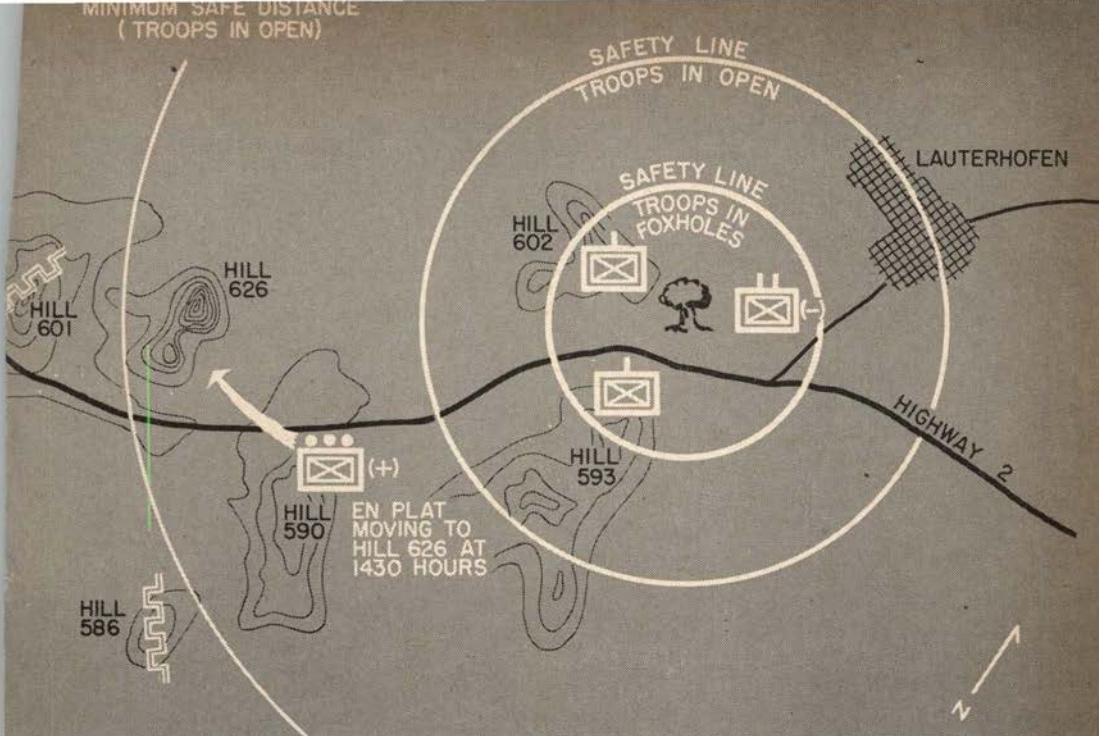 MINIMUM SAFE DISTANCE
(TROOPS IN OPEN)
SAFETY LINE
TROOPS IN OPEN
LAUTERHOFEN
SAFETY LINE
TROOPS IN
FOXHOLES
HILL
602
HILL
626
HILL
601
(-)
HIGHWAY 2
HILL
593
(+)
HILL
590
EN PLAT
MOVING TO
HILL 626 AT
1430 HOURS
HILL
586
N